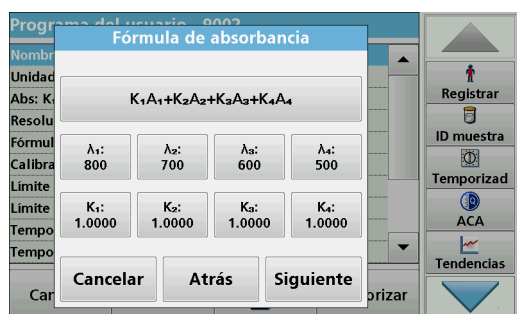 Programa del usuario 9002
Fórmula de absorbancia
Nombr
Unidad
Abs: K₁
Resolu
Fórmul
Calibra
Límite
Límite
Tempo
Tempo
K₁A₁+K₂A₂+K₃A₃+K₄A₄
λ₁: λ₂: λ₃: λ₄:
800 700 600 500
K₁: K₂: K₃: K₄:
1.0000 1.0000 1.0000 1.0000
Cancelar Atrás Siguiente
Car
orizar
Registrar
ID muestra
Temporizad
ACA
Tendencias